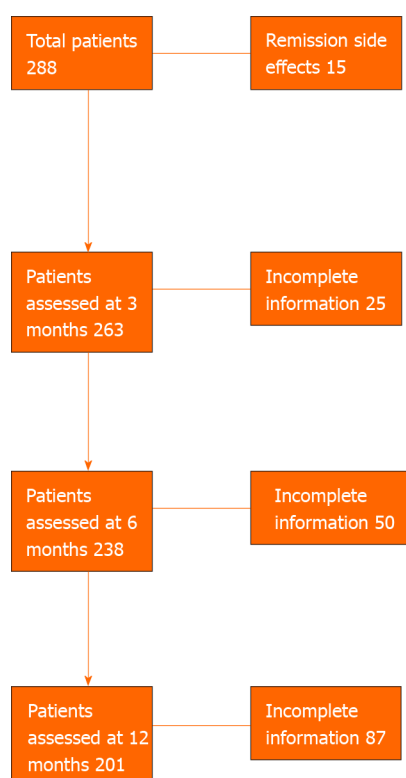 Total patients
288
Remission side
effects 15
Patients
assessed at 3
months 263
Incomplete
information 25
Patients
assessed at 6
months 238
Incomplete
information 50
Patients
assessed at 12
months 201
Incomplete
information 87